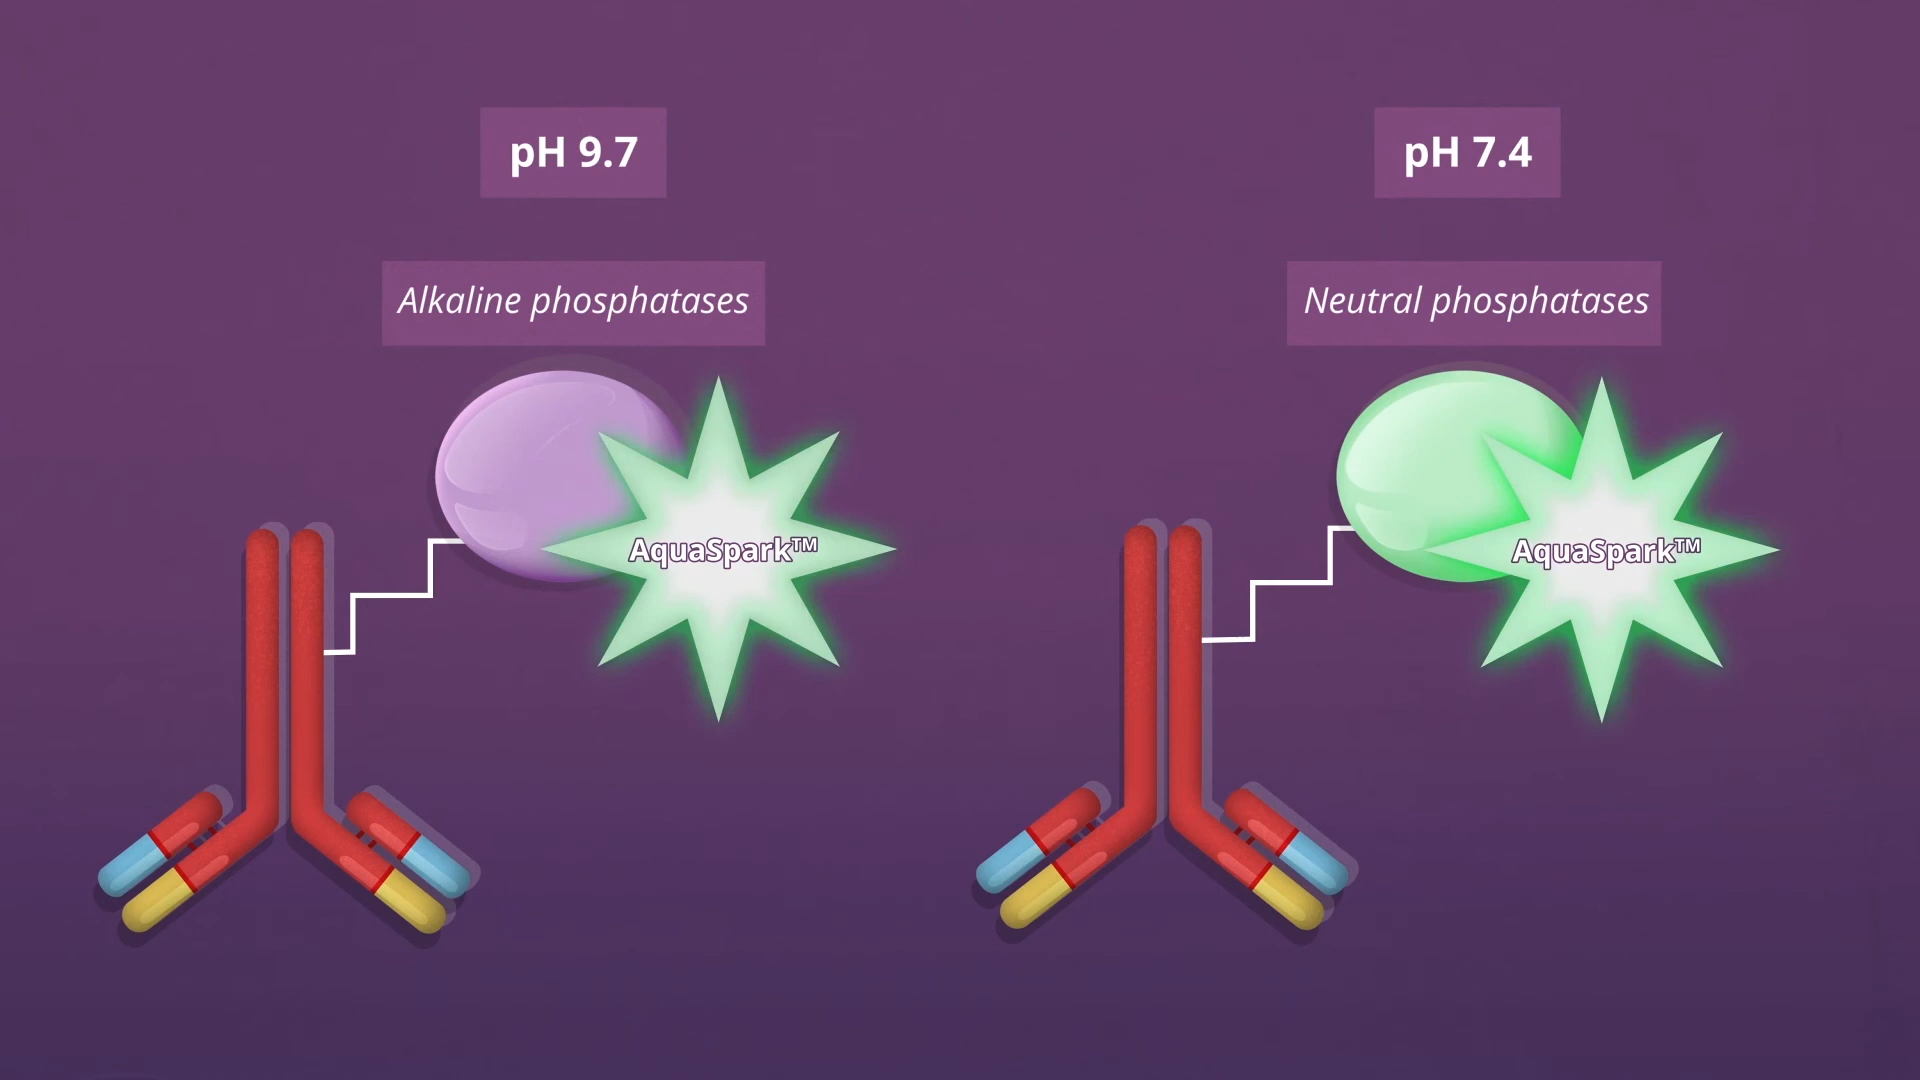 pH 9.7
Alkaline phosphatases
AquaSpark™
pH 7.4
Neutral phosphatases
AquaSpark™